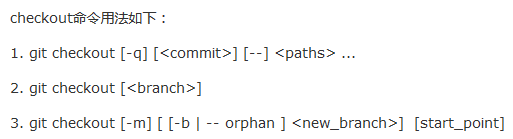 checkout命令用法如下：
1. git checkout [-q] [<commit>] [--] <paths> ...
2. git checkout [<branch>]
3. git checkout [-m] [ [-b | -- orphan ] <new_branch>]  [start_point]